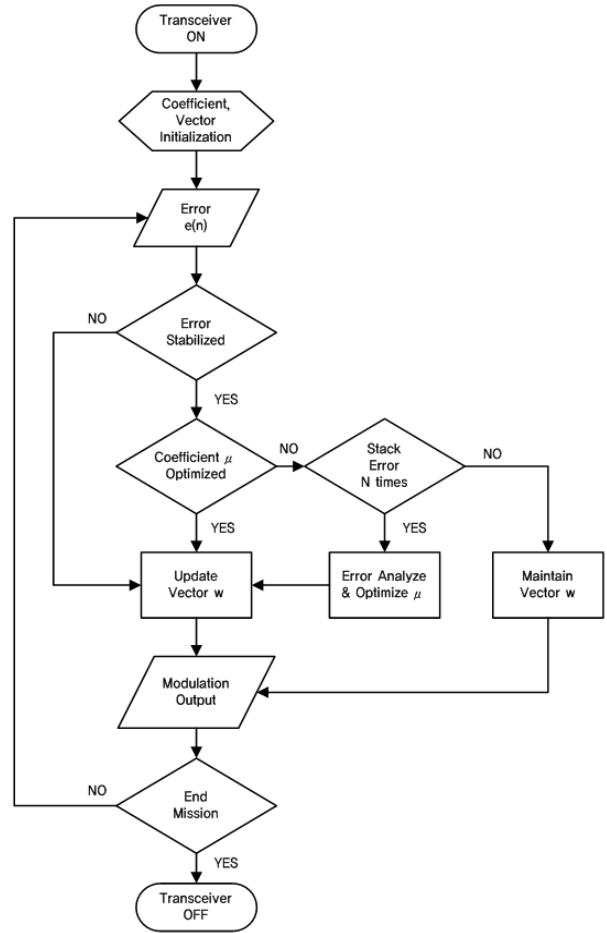 Transceiver
ON
Coefficient,
Vector
Initialization
Error
e(n)
NO
Error
Stabilized
YES
Coefficient μ
Optimized
NO
Stack
Error
N times
NO
YES
YES
Update
Vector w
Error Analyze
& Optimize μ
Maintain
Vector w
Modulation
Output
NO
End
Mission
YES
Transceiver
OFF